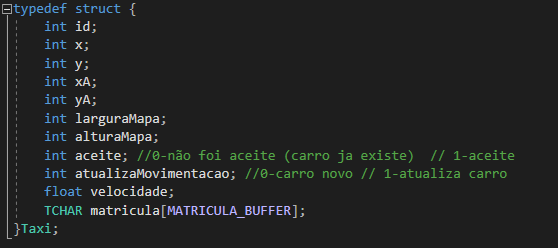 typedef struct {
int id;
int x;
int y;
int xA;
int yA;
int larguraMapa;
int alturaMapa;
int aceite; //0-não foi aceite (carro ja existe)  // 1-aceite
int atualizaMovimentacao; //0-carro novo // 1-atualiza carro
float velocidade;
TCHAR matricula[MATRICULA_BUFFER];
}Taxi;